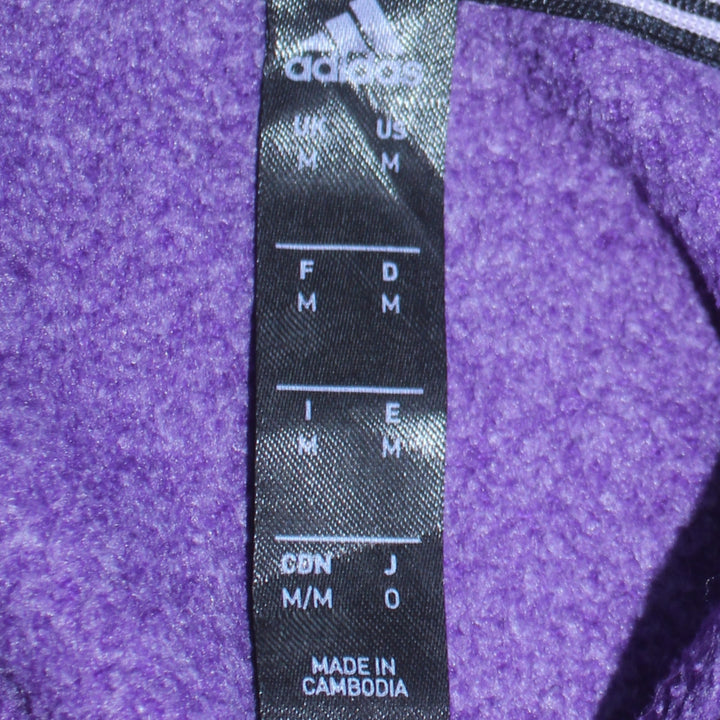 adidas
UK US
M M
F D
M M
I E
M M
CDN J
M/M O
MADE IN
CAMBODIA